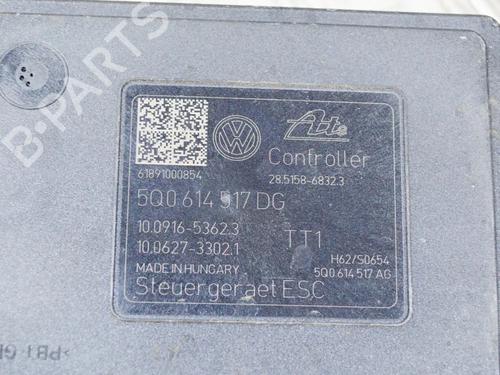 B-PARTS
VW
Ate
Controller
61891000854
28.5158-6832.3
5Q0 614 517 DG
10.0916-5362.3
10.0627-3302.1
TT1
H62/S0654
MADE IN HUNGARY
5Q0 614 517 AG
Steuergeraet ESC